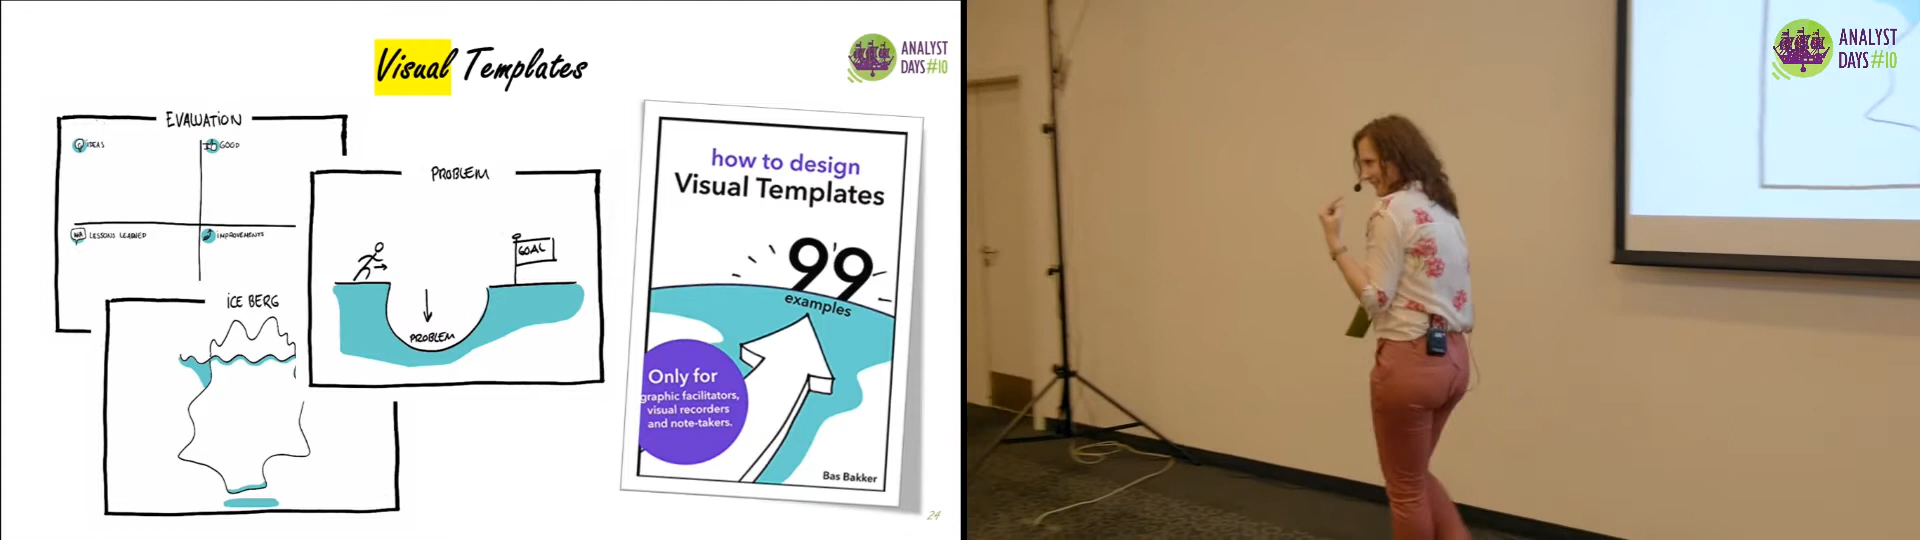 Visual Templates
ANALYST
DAYS#10
EVALUATION
IDEAS
GOOD
LESSONS LEARNED
IMPROVEMENTS
PROBLEM
GOAL
PROBLEM
ICE BERG
how to design
Visual Templates
99
examples
Only for
graphic facilitators,
visual recorders
and note-takers.
Bas Bakker
24
ANALYST
DAYS#10